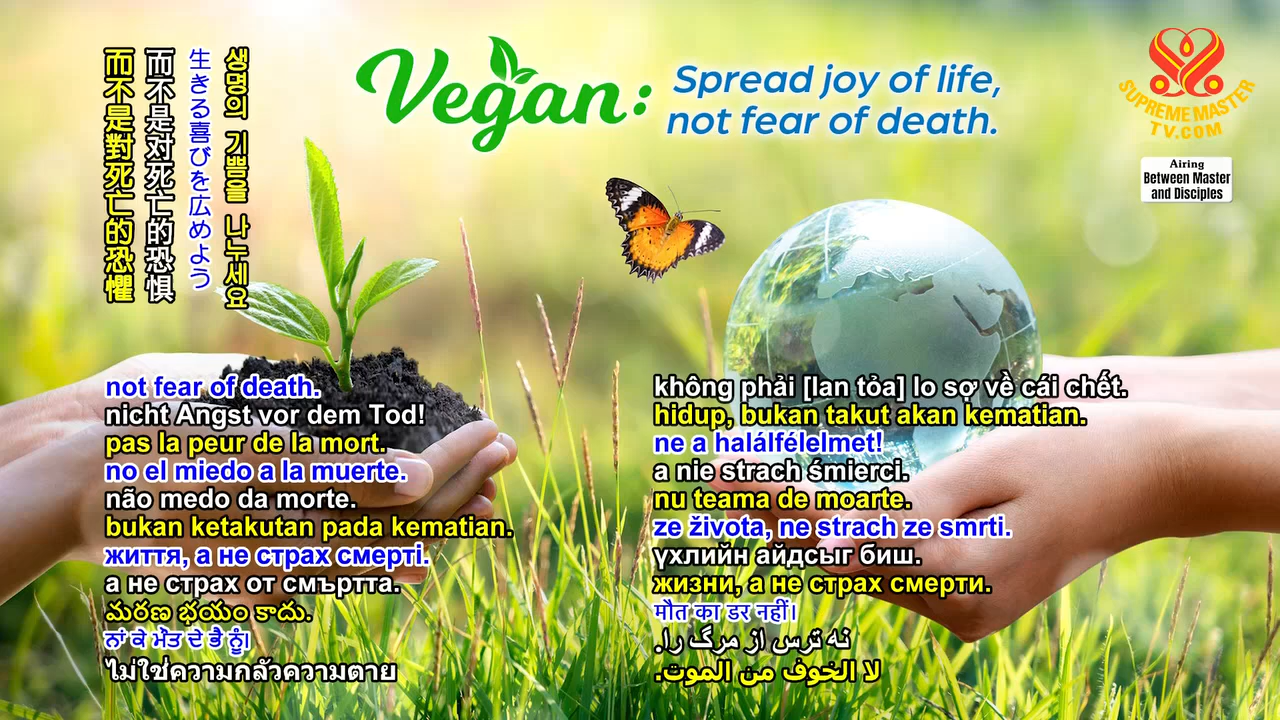 Vegan: Spread joy of life,
not fear of death.
SUPREME MASTER
TV.COM
Airing
Between Master
and Disciples
而不是對死亡的恐懼
而不是对死亡的恐惧
生きる喜びを広めよう
생명의 기쁨을 나누세요
not fear of death.
nicht Angst vor dem Tod!
pas la peur de la mort.
no el miedo a la muerte.
não medo da morte.
bukan ketakutan pada kematian.
життя, а не страх смерті.
а не страх от смъртта.
మరణ భయం కాదు.
ਨਾਂ ਕੇ ਮੌਤ ਦੇ ਭੈ ਨੂੰ।
ไม่ใช่ความกลัวความตาย
không phải [lan tỏa] lo sợ về cái chết.
hidup, bukan takut akan kematian.
ne a halálfélelmet!
a nie strach śmierci.
nu teama de moarte.
ze života, ne strach ze smrti.
үхлийн айдсыг биш.
жизни, а не страх смерти.
मौत का डर नहीं।
نه ترس از مرگ را.
لا الخوف من الموت.